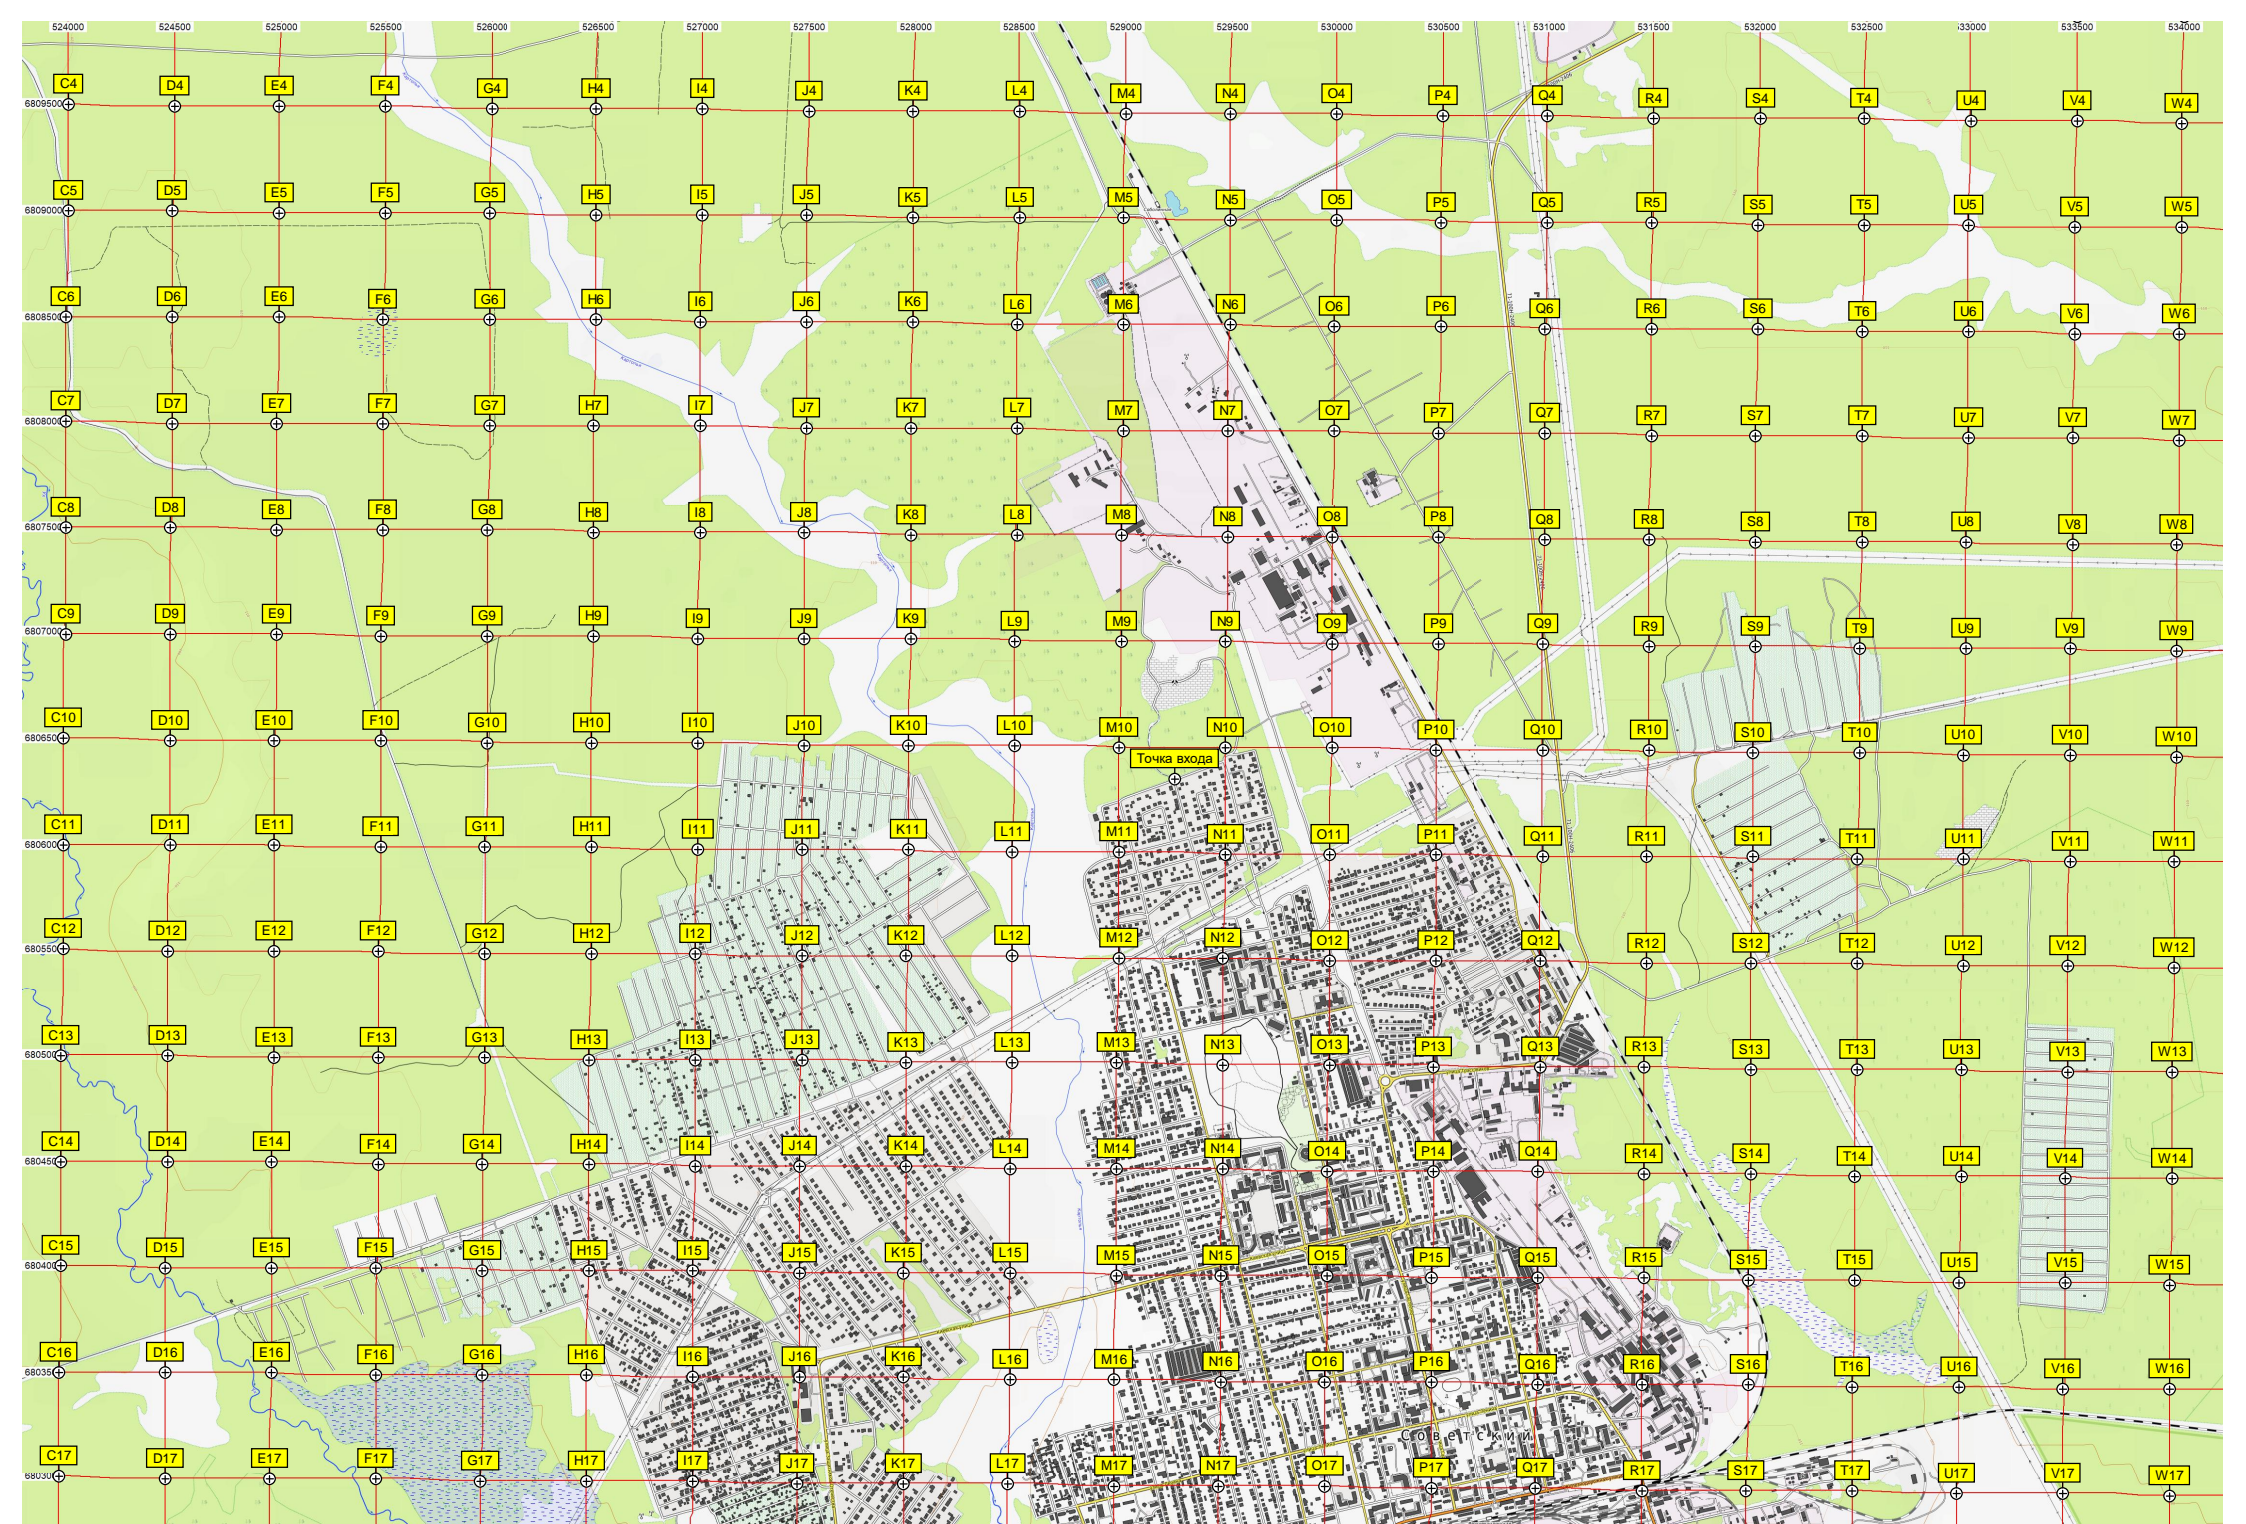 524000 524500 525000 525500 526000 526500 527000 527500 528000 528500 529000 529500 530000 530500 531000 531500 532000 532500 533000 533500 534000
C4 D4 E4 F4 G4 H4 I4 J4 K4 L4 M4 N4 O4 P4 Q4 R4 S4 T4 U4 V4 W4
6809500
C5 D5 E5 F5 G5 H5 I5 J5 K5 L5 M5 N5 O5 P5 Q5 R5 S5 T5 U5 V5 W5
6809000
C6 D6 E6 F6 G6 H6 I6 J6 K6 L6 M6 N6 O6 P6 Q6 R6 S6 T6 U6 V6 W6
6808500
C7 D7 E7 F7 G7 H7 I7 J7 K7 L7 M7 N7 O7 P7 Q7 R7 S7 T7 U7 V7 W7
6808000
C8 D8 E8 F8 G8 H8 I8 J8 K8 L8 M8 N8 O8 P8 Q8 R8 S8 T8 U8 V8 W8
6807500
C9 D9 E9 F9 G9 H9 I9 J9 K9 L9 M9 N9 O9 P9 Q9 R9 S9 T9 U9 V9 W9
6807000
C10 D10 E10 F10 G10 H10 I10 J10 K10 L10 M10 N10 O10 P10 Q10 R10 S10 T10 U10 V10 W10
680650
Точка входа
C11 D11 E11 F11 G11 H11 I11 J11 K11 L11 M11 N11 O11 P11 Q11 R11 S11 T11 U11 V11 W11
680600
C12 D12 E12 F12 G12 H12 I12 J12 K12 L12 M12 N12 O12 P12 Q12 R12 S12 T12 U12 V12 W12
680550
C13 D13 E13 F13 G13 H13 I13 J13 K13 L13 M13 N13 O13 P13 Q13 R13 S13 T13 U13 V13 W13
680500
C14 D14 E14 F14 G14 H14 I14 J14 K14 L14 M14 N14 O14 P14 Q14 R14 S14 T14 U14 V14 W14
680450
C15 D15 E15 F15 G15 H15 I15 J15 K15 L15 M15 N15 O15 P15 Q15 R15 S15 T15 U15 V15 W15
680400
C16 D16 E16 F16 G16 H16 I16 J16 K16 L16 M16 N16 O16 P16 Q16 R16 S16 T16 U16 V16 W16
680350
Советский
C17 D17 E17 F17 G17 H17 I17 J17 K17 L17 M17 N17 O17 P17 Q17 R17 S17 T17 U17 V17 W17
680300